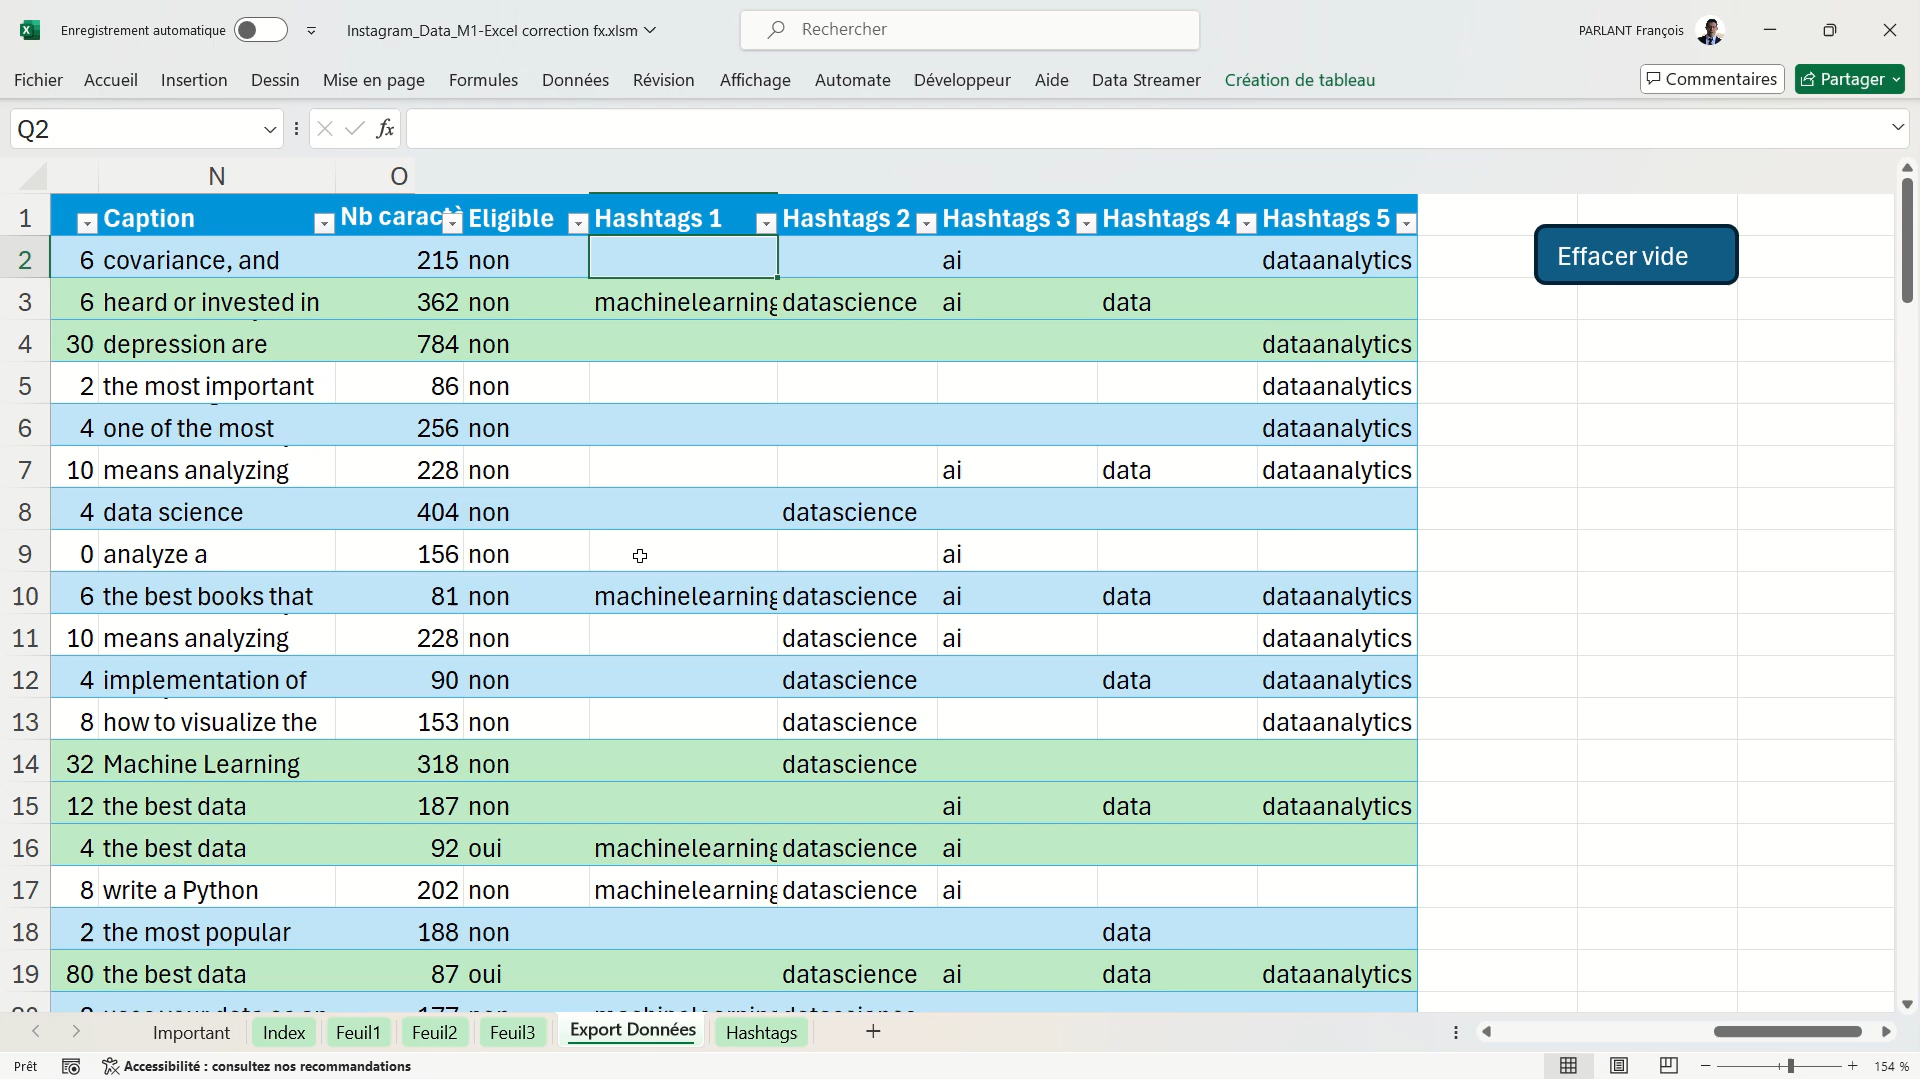 Enregistrement automatique Instagram_Data_M1-Excel correction fx.xlsm Rechercher PARLANT François
Fichier Accueil Insertion Dessin Mise en page Formules Données Révision Affichage Automate Développeur Aide Data Streamer Création de tableau Commentaires Partager
Q2 fx
N O
1 Caption Nb caract Eligible Hashtags 1 Hashtags 2 Hashtags 3 Hashtags 4 Hashtags 5
Effacer vide
2 6 covariance, and 215 non ai dataanalytics
3 6 heard or invested in 362 non machinelearning datascience ai data
4 30 depression are 784 non dataanalytics
5 2 the most important 86 non dataanalytics
6 4 one of the most 256 non dataanalytics
7 10 means analyzing 228 non ai data dataanalytics
8 4 data science 404 non datascience
9 0 analyze a 156 non ai
10 6 the best books that 81 non machinelearning datascience ai data dataanalytics
11 10 means analyzing 228 non datascience ai dataanalytics
12 4 implementation of 90 non datascience data dataanalytics
13 8 how to visualize the 153 non datascience dataanalytics
14 32 Machine Learning 318 non datascience
15 12 the best data 187 non ai data dataanalytics
16 4 the best data 92 oui machinelearning datascience ai
17 8 write a Python 202 non machinelearning datascience ai
18 2 the most popular 188 non data
19 80 the best data 87 oui datascience ai data dataanalytics
Important Index Feuil1 Feuil2 Feuil3 Export Données Hashtags
Prêt Accessibilité : consultez nos recommandations 154 %